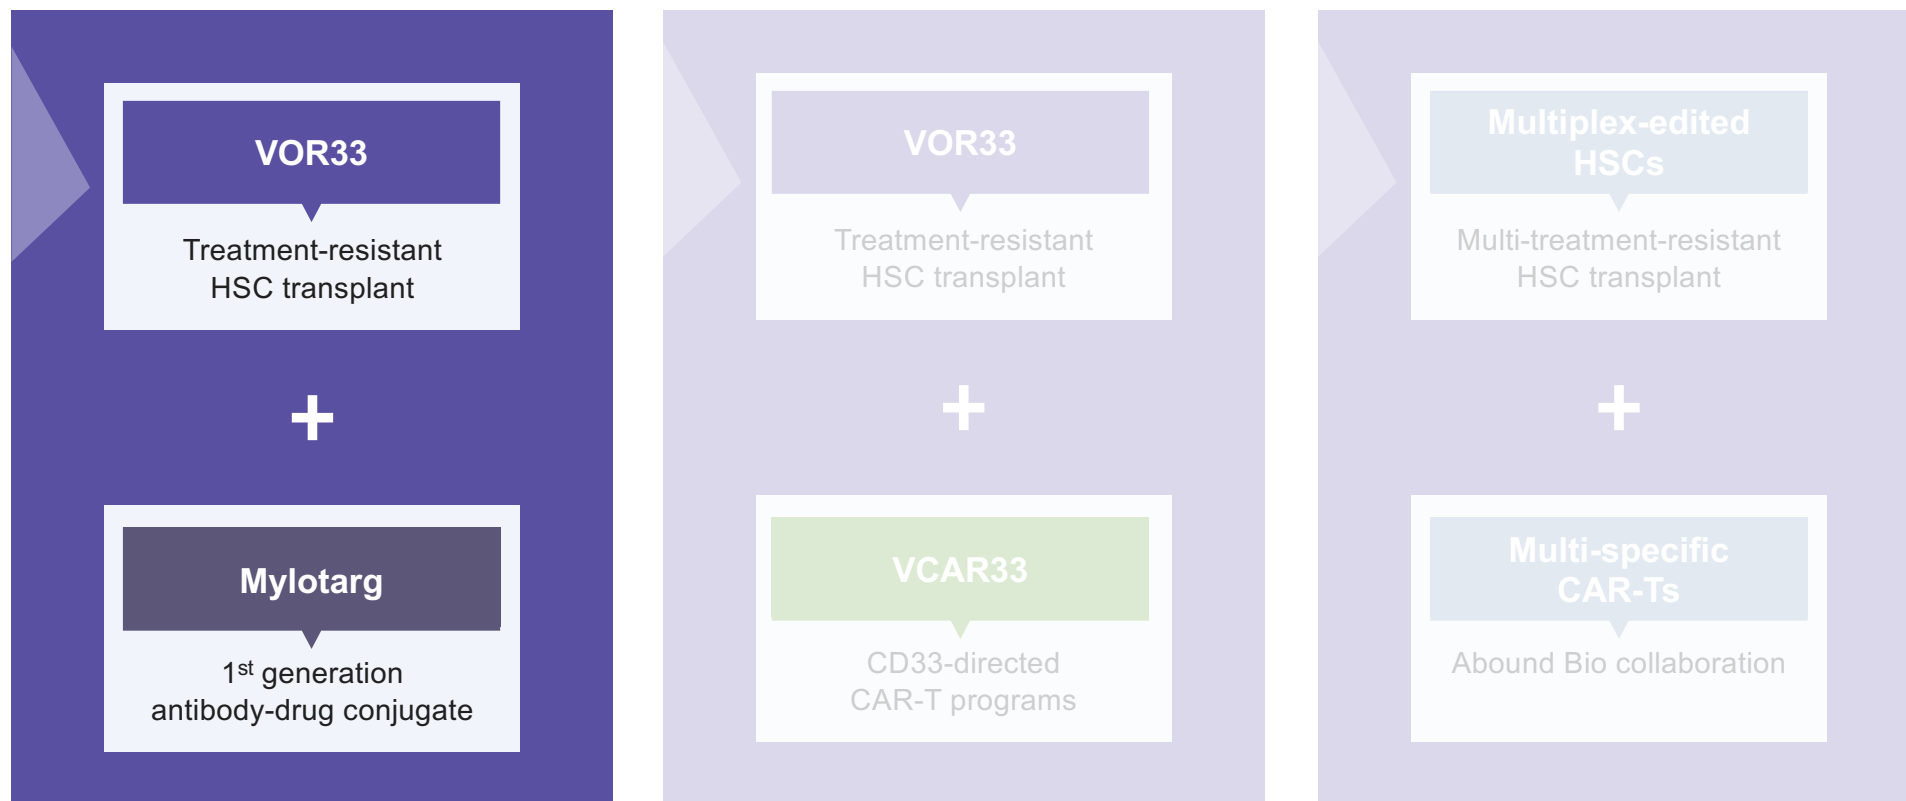 VOR33
Treatment-resistant
HSC transplant
+
Mylotarg
1st generation
antibody-drug conjugate
VOR33
Treatment-resistant
HSC transplant
+
VCAR33
CD33-directed
CAR-T programs
Multiplex-edited
HSCs
Multi-treatment-resistant
HSC transplant
+
Multi-specific
CAR-Ts
Abound Bio collaboration